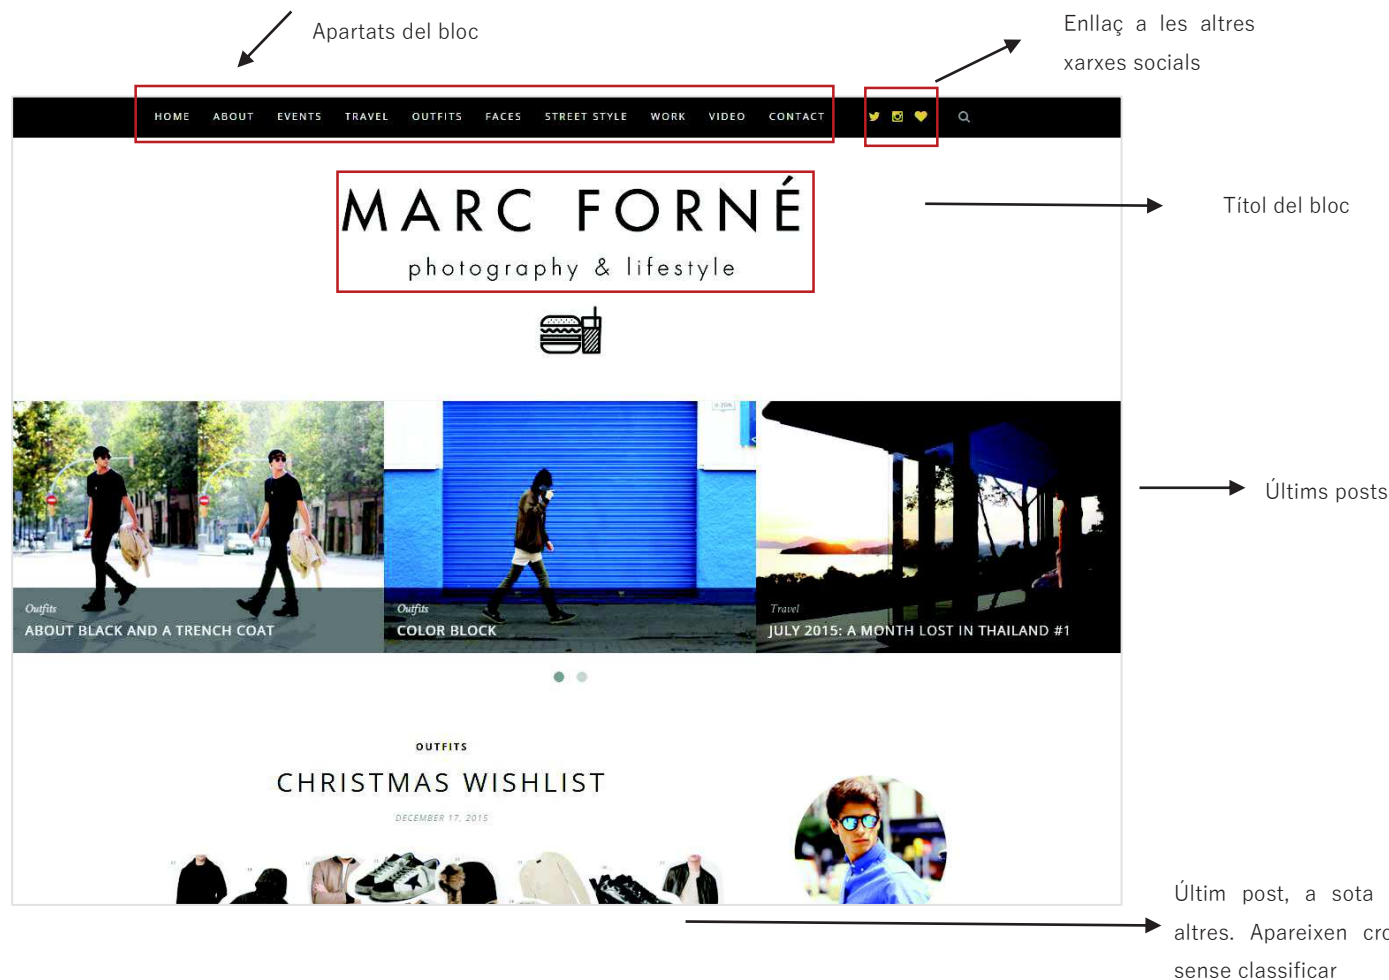 Apartats del bloc
Enllaç a les altres
xarxes socials
HOME ABOUT EVENTS TRAVEL OUTFITS FACES STREET STYLE WORK VIDEO CONTACT
MARC FORNÉ
photography & lifestyle
Títol del bloc
Outfits
ABOUT BLACK AND A TRENCH COAT
Outfits
COLOR BLOCK
Travel
JULY 2015: A MONTH LOST IN THAILAND #1
Últims posts
OUTFITS
CHRISTMAS WISHLIST
DECEMBER 17, 2015
Últim post, a sota
altres. Apareixen
sense classificar